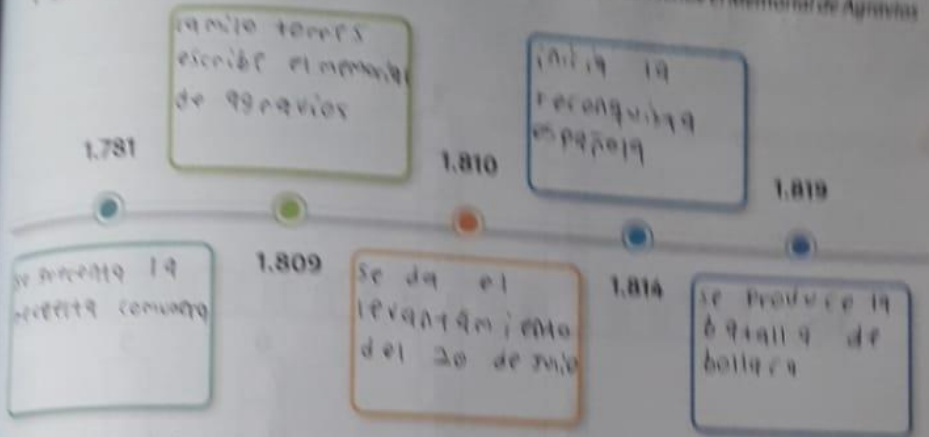 el Memorial de Agravios
camilo torres
escribe el memorial
de agravios
inicia la
reconquista
española
1.781
1.810
1.819
1.809
1.814
se presenta la
revuelta comunera
se da el
levantamiento
del 20 de julio
se produce la
batalla de
bollaca